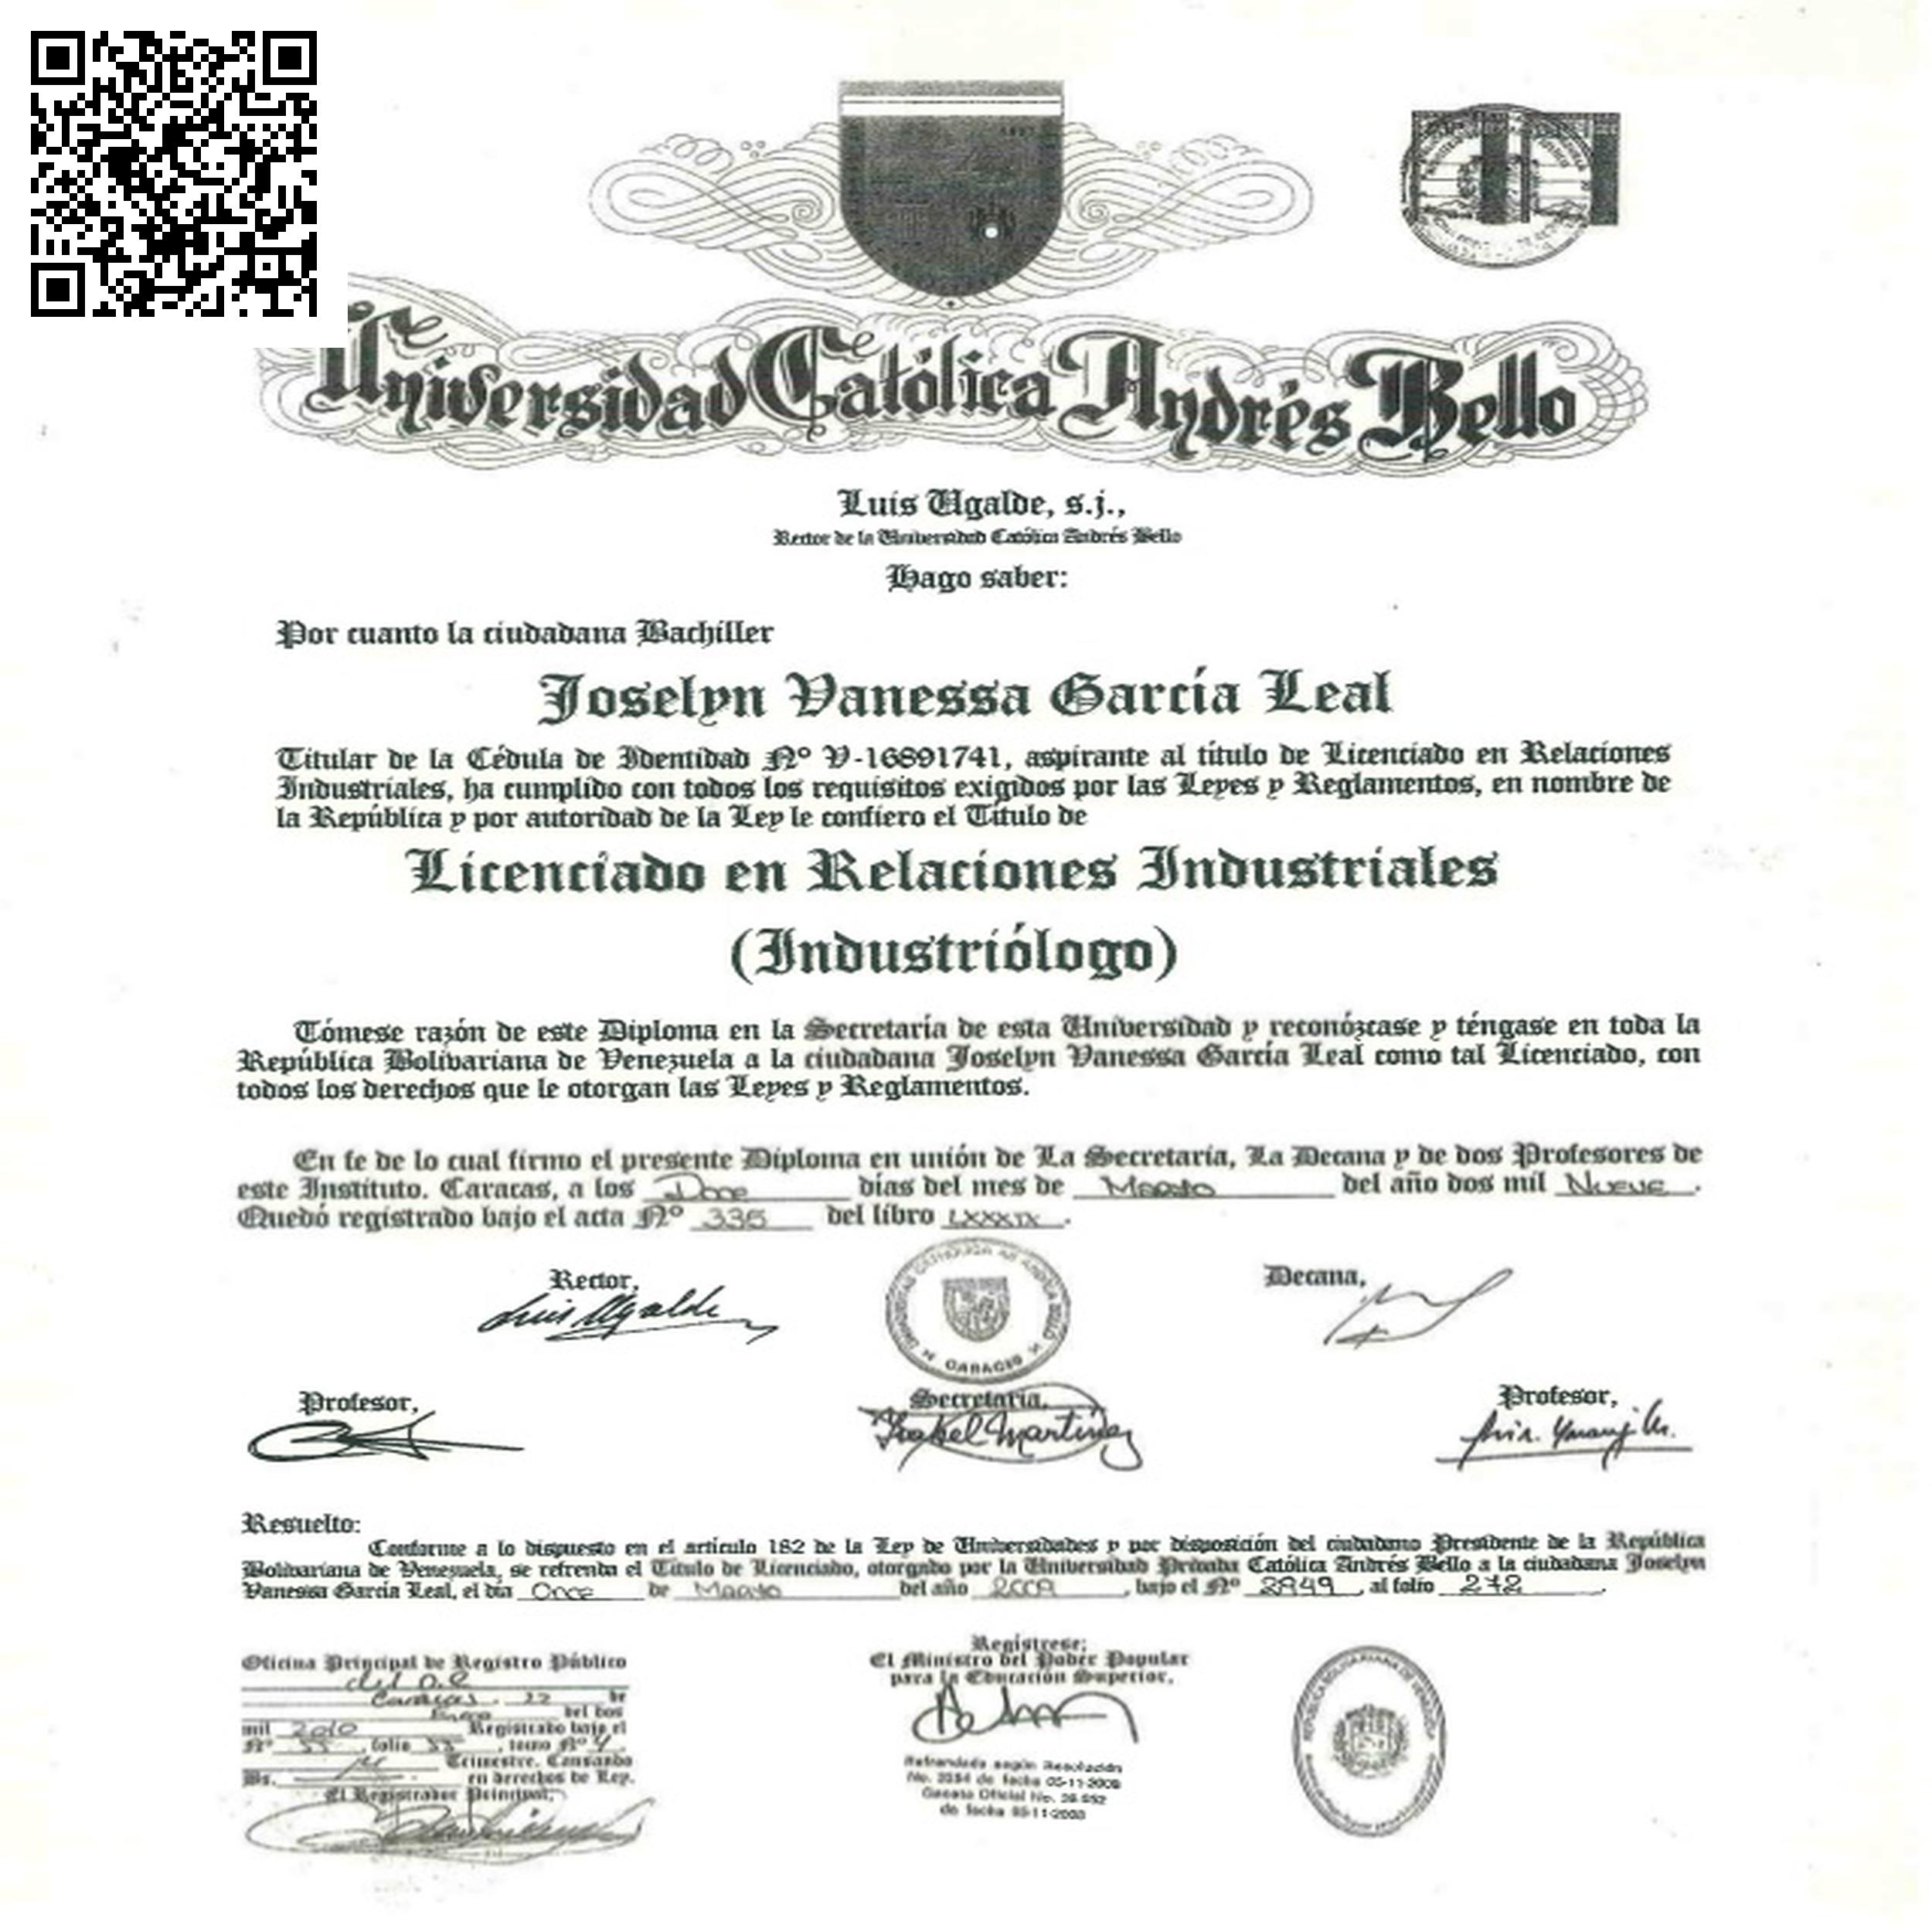 Universidad Católica Andrés Bello
Luis Ugalde, s.j.,
Rector de la Universidad Católica Andrés Bello
Hago saber:
Por cuanto la ciudadana Bachiller
Joselyn Vanessa García Leal
Titular de la Cédula de Identidad Nº V-16891741, aspirante al título de Licenciado en Relaciones
Industriales, ha cumplido con todos los requisitos exigidos por las Leyes y Reglamentos, en nombre de
la República y por autoridad de la Ley le confiero el Título de
Licenciado en Relaciones Industriales
(Industriólogo)
Tómese razón de este Diploma en la Secretaría de esta Universidad y reconózcase y téngase en toda la
República Bolivariana de Venezuela a la ciudadana Joselyn Vanessa García Leal como tal Licenciado, con
todos los derechos que le otorgan las Leyes y Reglamentos.
En fe de lo cual firmo el presente Diploma en unión de La Secretaria, La Decana y de dos Profesores de
este Instituto. Caracas, a los Doce días del mes de Marzo del año dos mil Nueve.
Quedó registrado bajo el acta Nº 335 del libro LXXXIX.
Rector,
Luis Ugalde
Decana,
CARACAS
Profesor,
Secretaria,
Isabel Martínez
Profesor,
Resuelto:
Conforme a lo dispuesto en el artículo 182 de la Ley de Universidades y por disposición del ciudadano Presidente de la República
Bolivariana de Venezuela, se refrenda el Título de Licenciado, otorgado por la Universidad Privada Católica Andrés Bello a la ciudadana Joselyn
Vanessa García Leal, el día Once de Marzo del año 2009, bajo el Nº 2949, al folio 272.
Oficina Principal de Registro Público
del D.C
Caracas, 22 de
Enero del dos
mil 2010 Registrado bajo el
Nº 55, folio 55, tomo Nº 4,
Trimestre. Causando
Bs. en derechos de Ley.
El Registrador Principal,
Regístrese;
El Ministro del Poder Popular
para la Educación Superior,
Refrendado según Resolución
de fecha 05-11-2008
Gaceta Oficial No.
de fecha 05-11-2008
REPÚBLICA BOLIVARIANA DE VENEZUELA